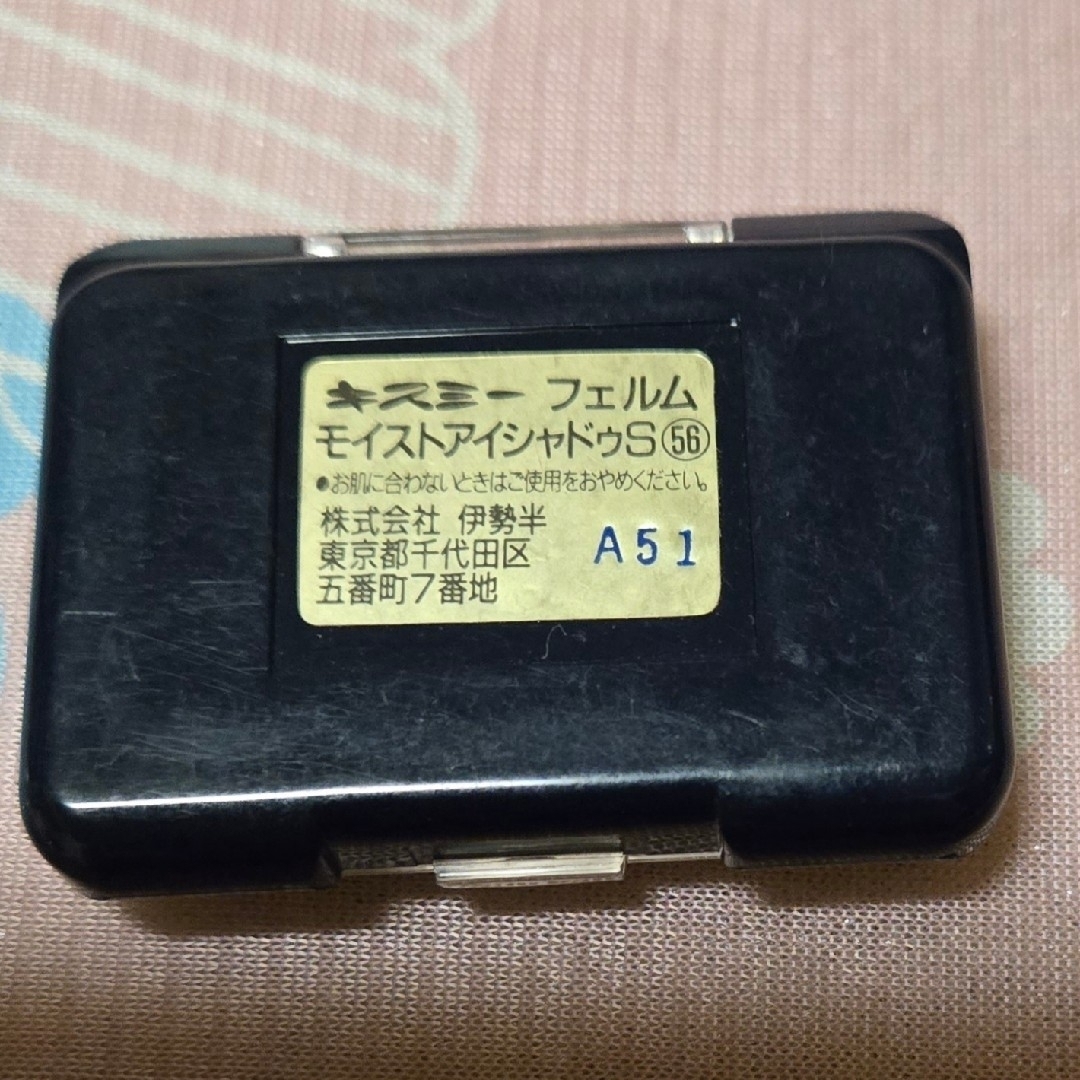 キスミー フェルム
モイストアイシャドゥS㊶
●お肌に合わないときはご使用をおやめください。
株式会社 伊勢半
東京都千代田区 A51
五番町7番地